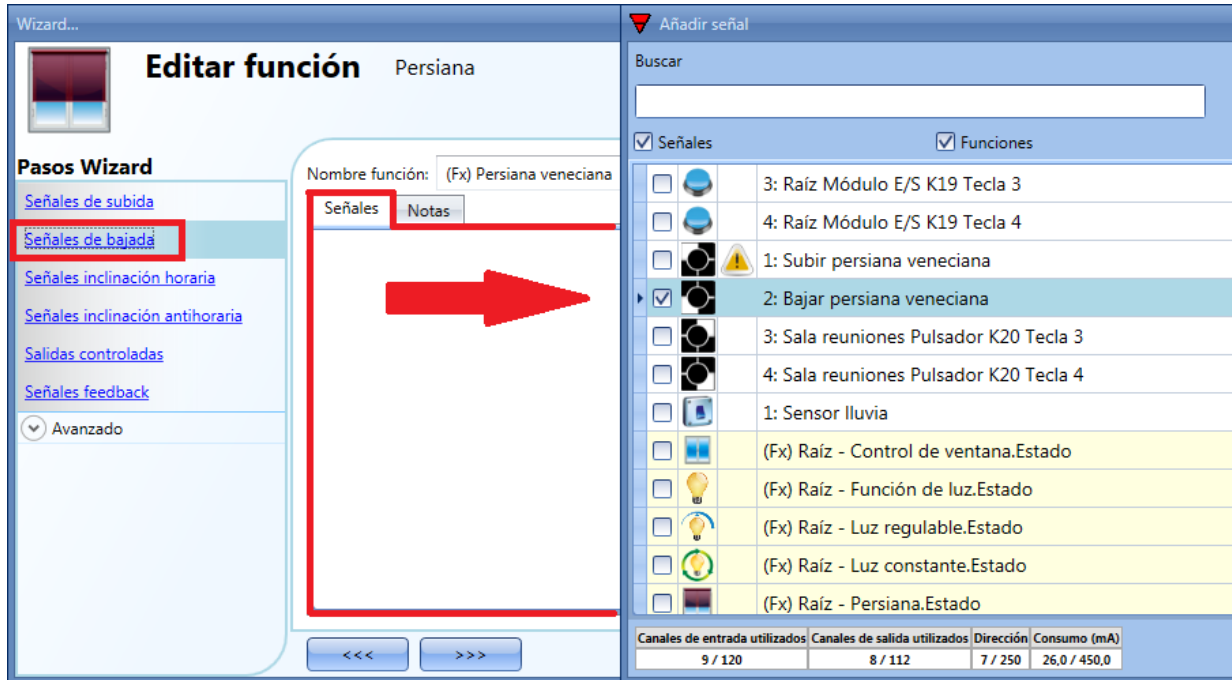 Wizard...
Editar función Persiana
Pasos Wizard
Señales de subida
Señales de bajada
Señales inclinación horaria
Señales inclinación antihoraria
Salidas controladas
Señales feedback
Avanzado
Nombre función: (Fx) Persiana veneciana
Señales Notas
<<< >>>
Añadir señal
Buscar
Señales Funciones
3: Raíz Módulo E/S K19 Tecla 3
4: Raíz Módulo E/S K19 Tecla 4
1: Subir persiana veneciana
2: Bajar persiana veneciana
3: Sala reuniones Pulsador K20 Tecla 3
4: Sala reuniones Pulsador K20 Tecla 4
1: Sensor lluvia
(Fx) Raíz - Control de ventana.Estado
(Fx) Raíz - Función de luz.Estado
(Fx) Raíz - Luz regulable.Estado
(Fx) Raíz - Luz constante.Estado
(Fx) Raíz - Persiana.Estado
Canales de entrada utilizados Canales de salida utilizados Dirección Consumo (mA)
9 / 120 8 / 112 7 / 250 26,0 / 450,0